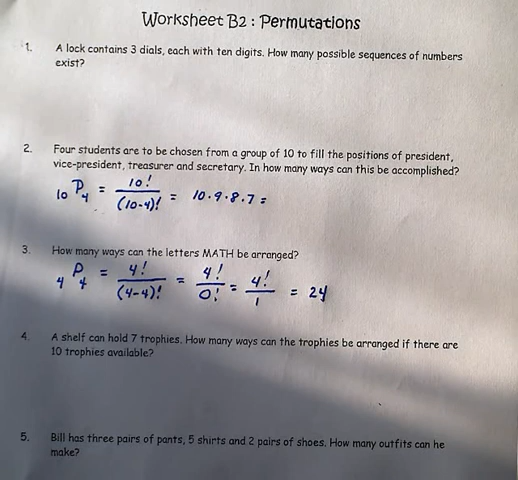 Worksheet B2 : Permutations
1. A lock contains 3 dials, each with ten digits. How many possible sequences of numbers
exist?
2. Four students are to be chosen from a group of 10 to fill the positions of president,
vice-president, treasurer and secretary. In how many ways can this be accomplished?
₁₀P₄ = 10! / (10-4)! = 10·9·8·7 =
3. How many ways can the letters MATH be arranged?
₄P₄ = 4! / (4-4)! = 4! / 0! = 4! / 1 = 24
4. A shelf can hold 7 trophies. How many ways can the trophies be arranged if there are
10 trophies available?
5. Bill has three pairs of pants, 5 shirts and 2 pairs of shoes. How many outfits can he
make?